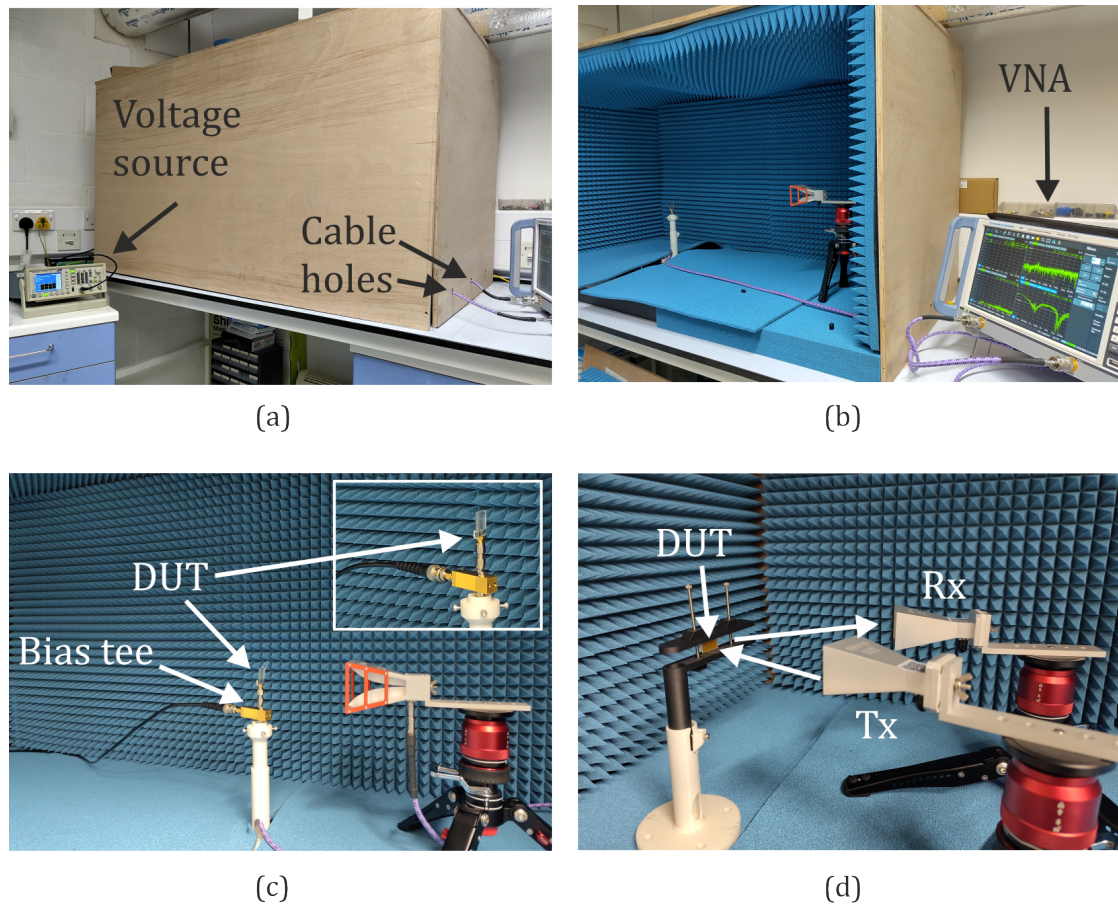 Voltage
source
Cable
holes
(a)
VNA
(b)
DUT
Bias tee
(c)
DUT
Rx
Tx
(d)